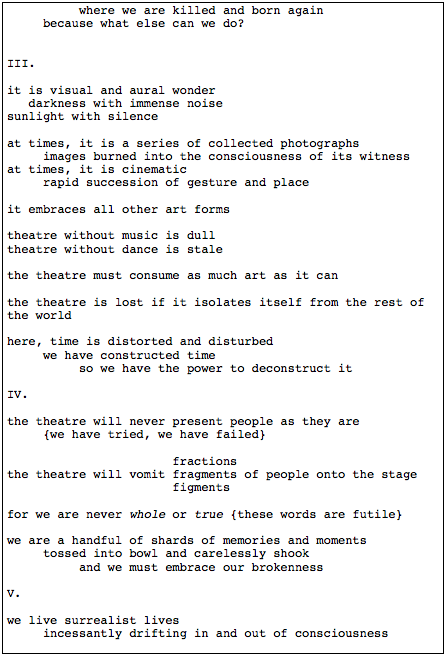 where we are killed and born again
because what else can we do?
III.
it is visual and aural wonder
darkness with immense noise
sunlight with silence
at times, it is a series of collected photographs
images burned into the consciousness of its witness
at times, it is cinematic
rapid succession of gesture and place
it embraces all other art forms
theatre without music is dull
theatre without dance is stale
the theatre must consume as much art as it can
the theatre is lost if it isolates itself from the rest of
the world
here, time is distorted and disturbed
we have constructed time
so we have the power to deconstruct it
IV.
the theatre will never present people as they are
{we have tried, we have failed}
fractions
the theatre will vomit fragments of people onto the stage
figments
for we are never whole or true {these words are futile}
we are a handful of shards of memories and moments
tossed into bowl and carelessly shook
and we must embrace our brokenness
V.
we live surrealist lives
incessantly drifting in and out of consciousness